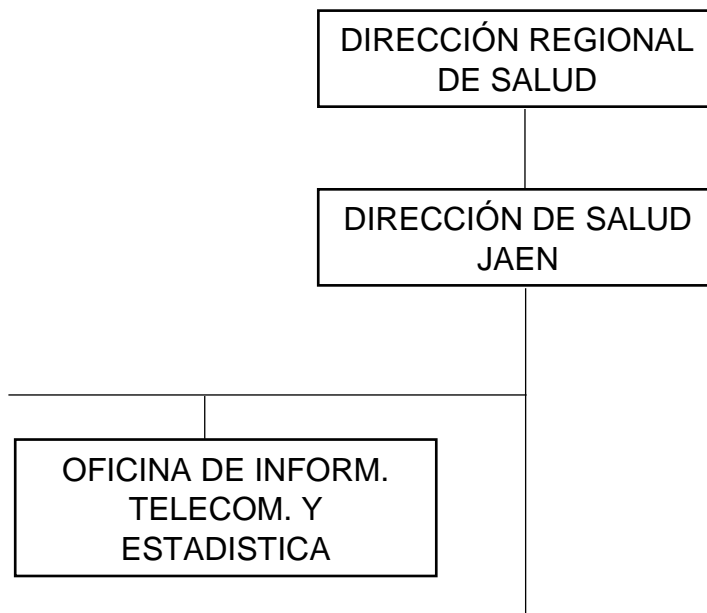 DIRECCIÓN REGIONAL
DE SALUD
DIRECCIÓN DE SALUD
JAEN
OFICINA DE INFORM.
TELECOM. Y
ESTADISTICA